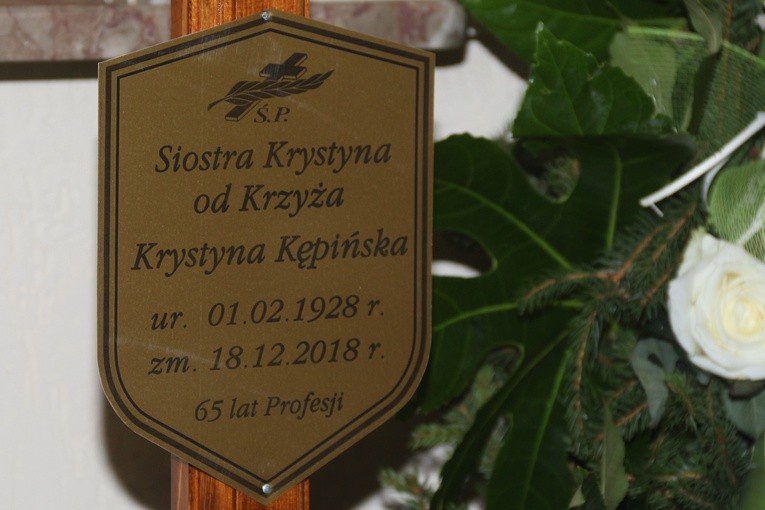 Ś.P.
Siostra Krystyna
od Krzyża
Krystyna Kępińska
ur. 01.02.1928 r.
zm. 18.12.2018 r.
65 lat Profesji